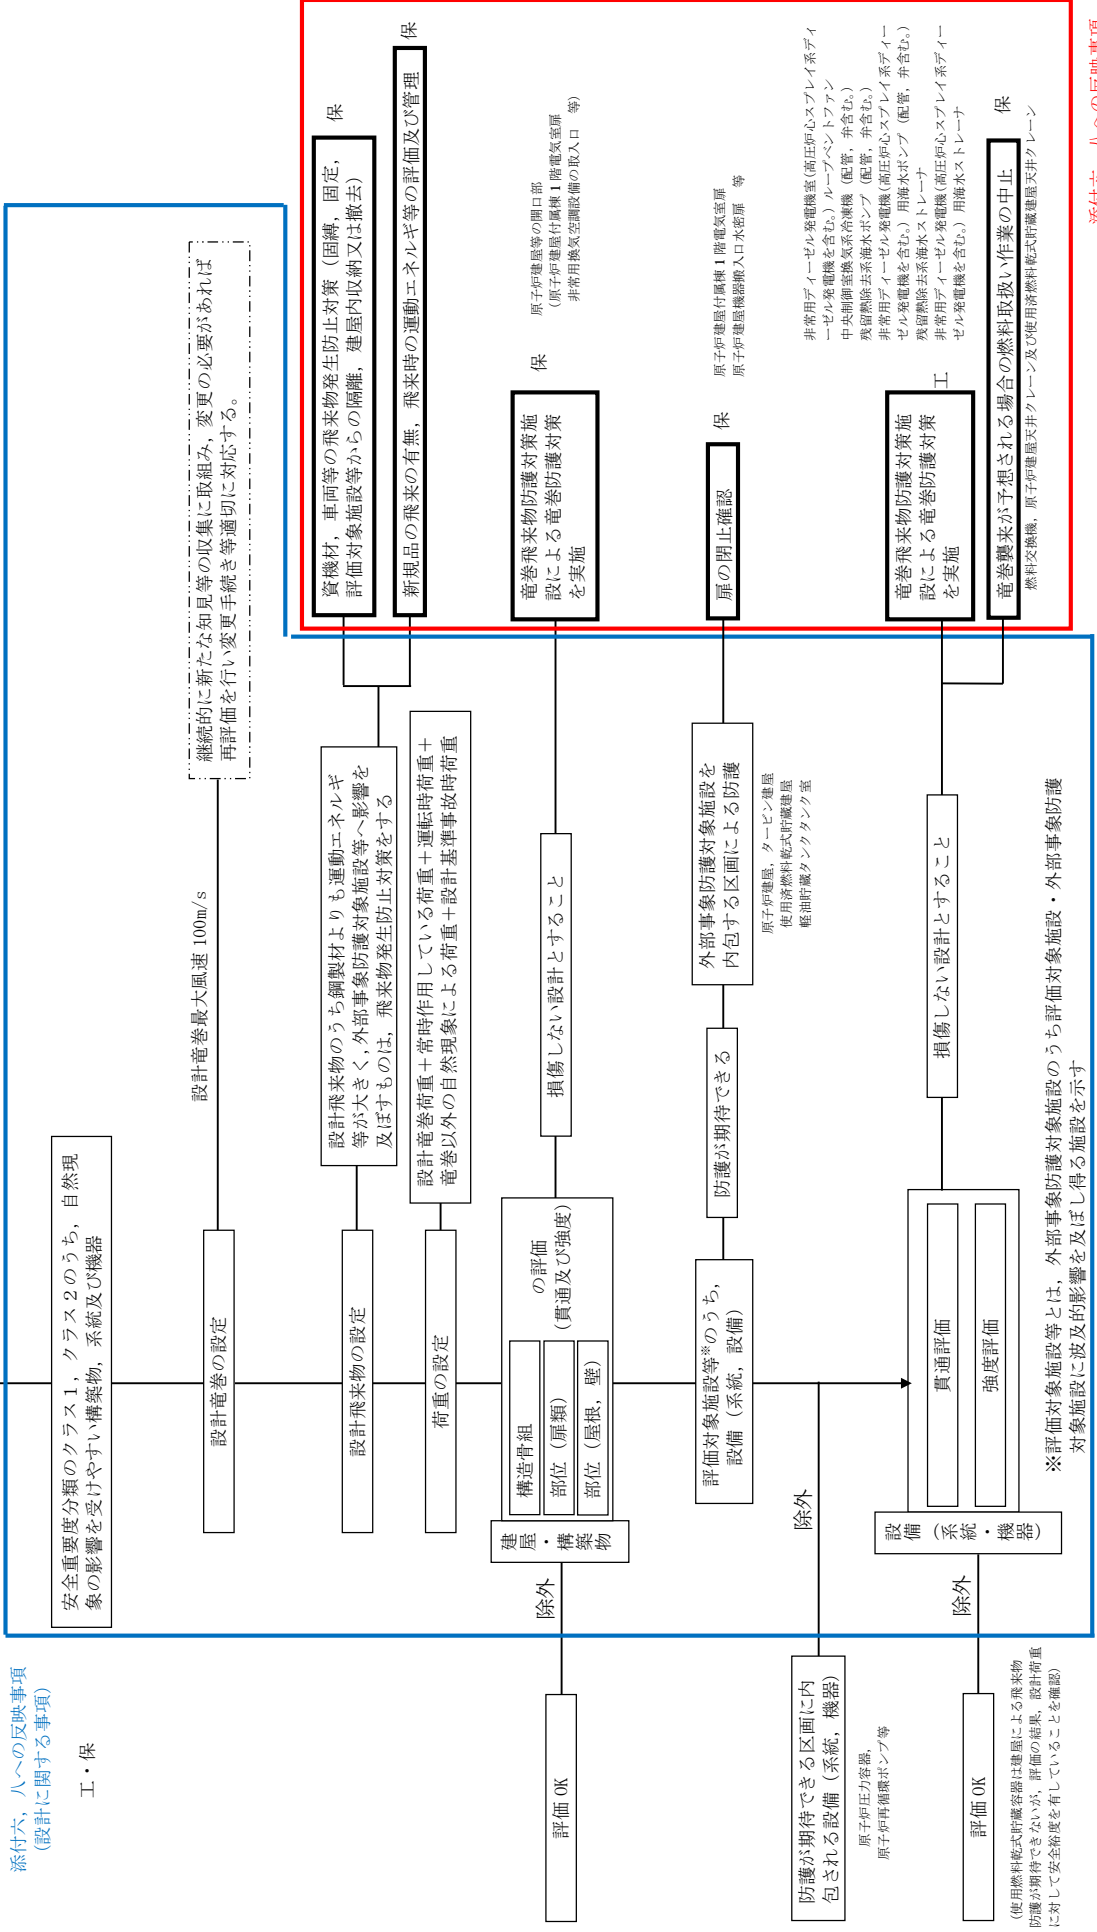 添付六，八への反映事項
（設計に関する事項）
工・保
安全重要度分類のクラス１，クラス２のうち，自然現
象の影響を受けやすい構築物，系統及び機器
設計竜巻の設定
設計竜巻最大風速 100m/s
継続的に新たな知見等の収集に取組み，変更の必要があれば
再評価を行い変更手続き等適切に対応する。
設計飛来物の設定
設計飛来物のうち鋼製材よりも運動エネルギ
等が大きく，外部事象防護対象施設等へ影響を
及ぼすものは，飛来物発生防止対策をする
資機材，車両等の飛来物発生防止対策（固縛，固定，
評価対象施設等からの隔離，建屋内収納又は撤去）
保
新規品の飛来の有無，飛来時の運動エネルギ等の評価及び管理
保
荷重の設定
設計竜巻荷重＋常時作用している荷重＋運転時荷重＋
竜巻以外の自然現象による荷重＋設計基準事故時荷重
建屋・構築物
構造骨組
部位（扉類）
部位（屋根，壁）
の評価
（貫通及び強度）
損傷しない設計とすること
竜巻飛来物防護対策施
設による竜巻防護対策
を実施
保
原子炉建屋等の開口部
（原子炉建屋付属棟 1 階電気室扉
非常用換気空調設備の取入口　等）
除外
評価 OK
評価対象施設等※のうち，
設備（系統，設備）
防護が期待できる
外部事象防護対象施設を
内包する区画による防護
原子炉建屋，タービン建屋
使用済燃料乾式貯蔵建屋
軽油貯蔵タンクタンク室
扉の閉止確認
保
原子炉建屋付属棟 1 階電気室扉
原子炉建屋機器搬入口水密扉　等
除外
防護が期待できる区画に内
包される設備（系統，機器）
原子炉圧力容器，
原子炉再循環ポンプ等
設備（系統・機器）
貫通評価
強度評価
損傷しない設計とすること
竜巻飛来物防護対策施
設による竜巻防護対策
を実施
工
非常用ディーゼル発電機室(高圧炉心スプレイ系ディ
ーゼル発電機を含む。）ルーフベントファン
中央制御室換気系冷凍機（配管，弁含む。）
残留熱除去系海水ポンプ（配管，弁含む。）
非常用ディーゼル発電機(高圧炉心スプレイ系ディー
ゼル発電機を含む。）用海水ポンプ（配管，弁含む。）
残留熱除去系海水ストレーナ
非常用ディーゼル発電機(高圧炉心スプレイ系ディー
ゼル発電機を含む。）用海水ストレーナ
竜巻襲来が予想される場合の燃料取扱い作業の中止
保
燃料交換機，原子炉建屋天井クレーン及び使用済燃料乾式貯蔵建屋天井クレーン
除外
評価 OK
（使用燃料乾式貯蔵容器は建屋による飛来物
防護が期待できないが，評価の結果，設計荷重
に対して安全裕度を有していることを確認）
※評価対象施設等とは，外部事象防護対象施設のうち評価対象施設・外部事象防護
対象施設に波及的影響を及ぼし得る施設を示す
添付六，八への反映事項